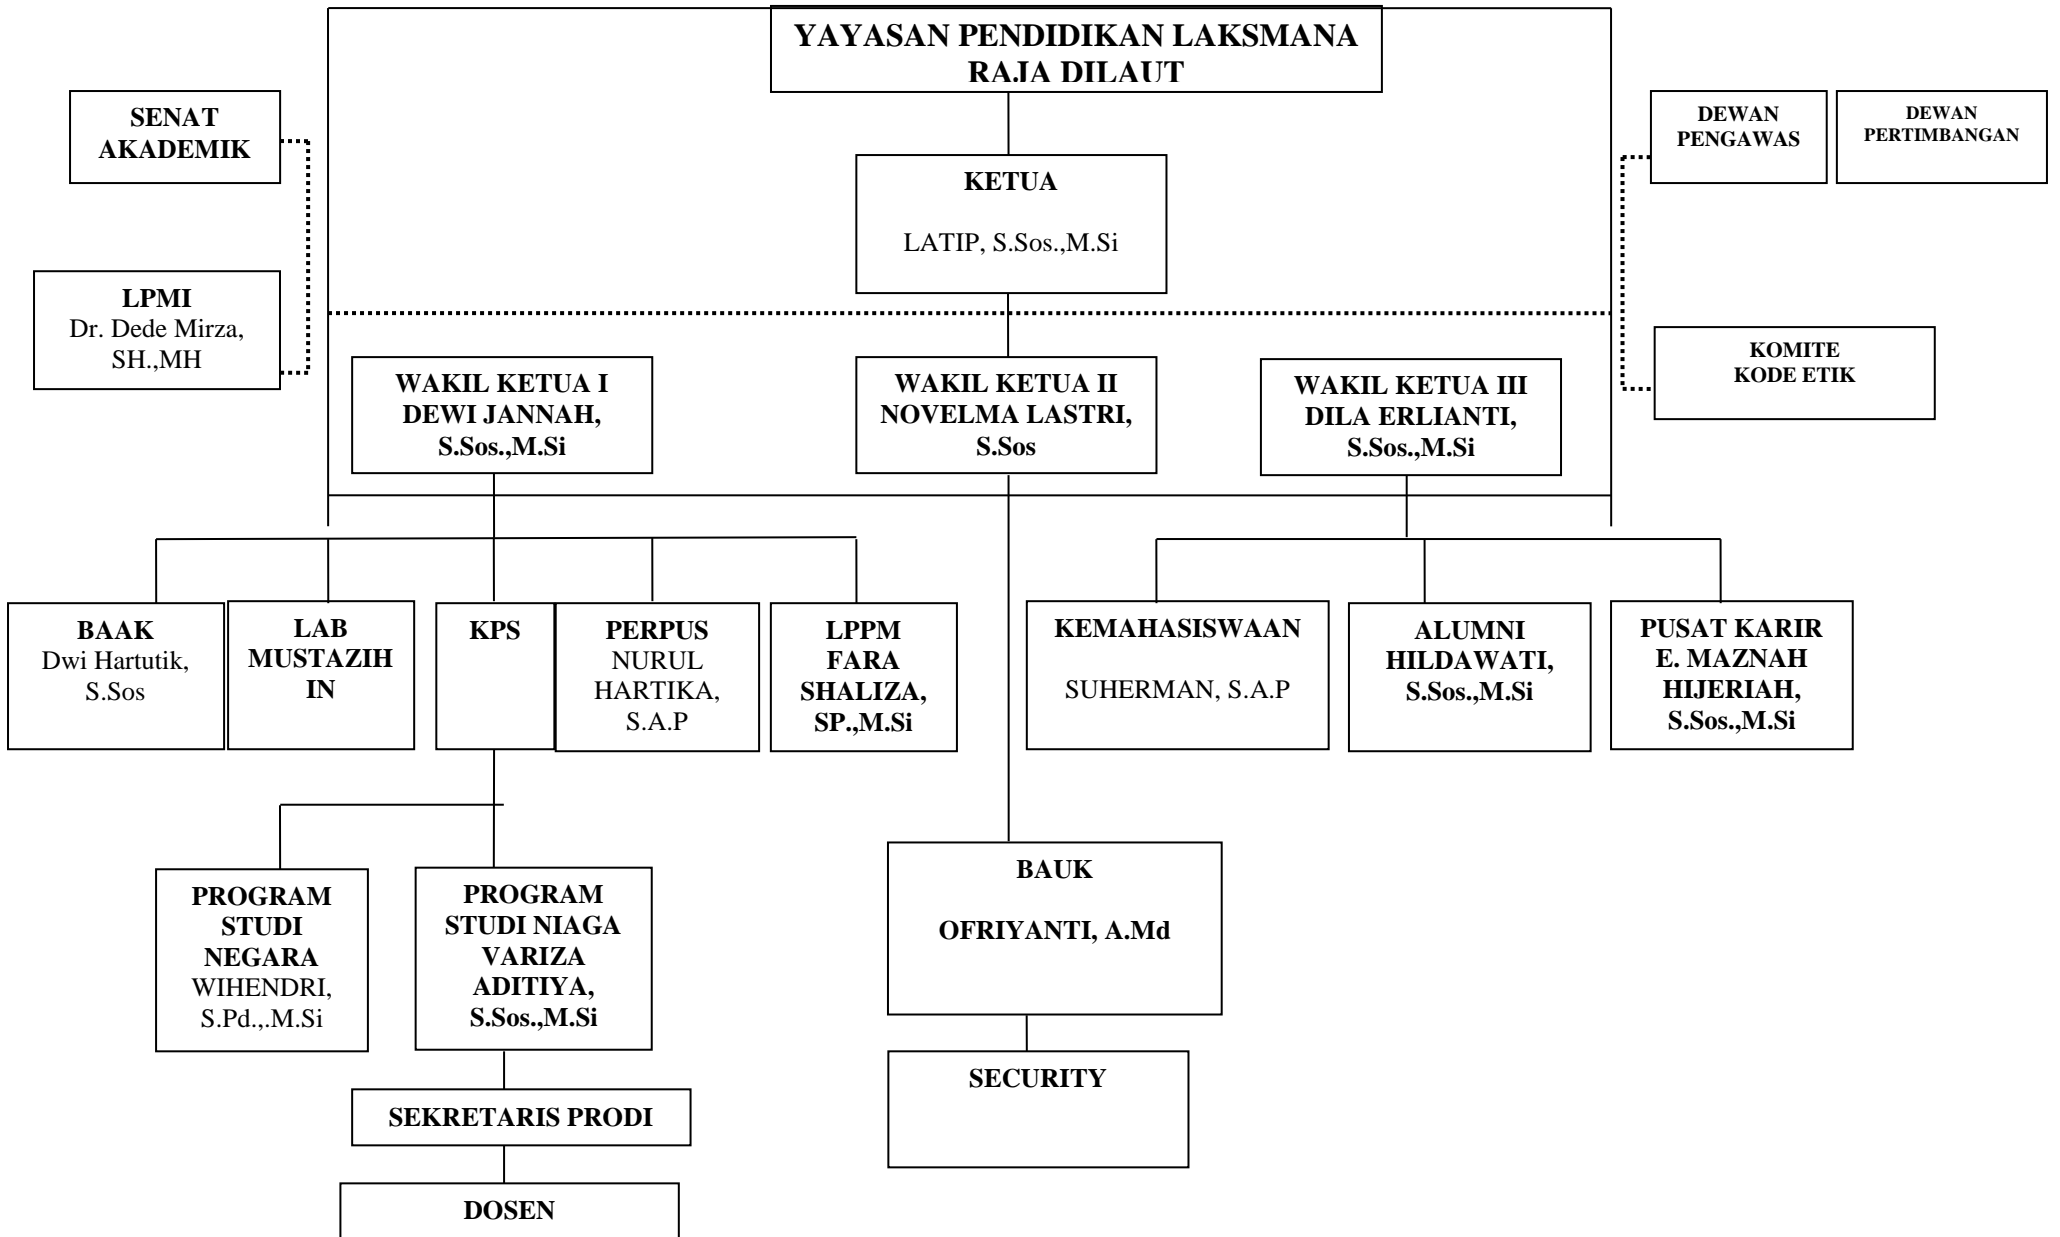 YAYASAN PENDIDIKAN LAKSMANA
RAJA DILAUT
SENAT
AKADEMIK
DEWAN
PENGAWAS
DEWAN
PERTIMBANGAN
KETUA
LATIP, S.Sos.,M.Si
LPMI
Dr. Dede Mirza,
SH.,MH
KOMITE
KODE ETIK
WAKIL KETUA I
DEWI JANNAH,
S.Sos.,M.Si
WAKIL KETUA II
NOVELMA LASTRI,
S.Sos
WAKIL KETUA III
DILA ERLIANTI,
S.Sos.,M.Si
BAAK
Dwi Hartutik,
S.Sos
LAB
MUSTAZIH
IN
KPS
PERPUS
NURUL
HARTIKA,
S.A.P
LPPM
FARA
SHALIZA,
SP.,M.Si
KEMAHASISWAAN
SUHERMAN, S.A.P
ALUMNI
HILDAWATI,
S.Sos.,M.Si
PUSAT KARIR
E. MAZNAH
HIJERIAH,
S.Sos.,M.Si
PROGRAM
STUDI
NEGARA
WIHENDRI,
S.Pd.,.M.Si
PROGRAM
STUDI NIAGA
VARIZA
ADITIYA,
S.Sos.,M.Si
BAUK
OFRIYANTI, A.Md
SECURITY
SEKRETARIS PRODI
DOSEN